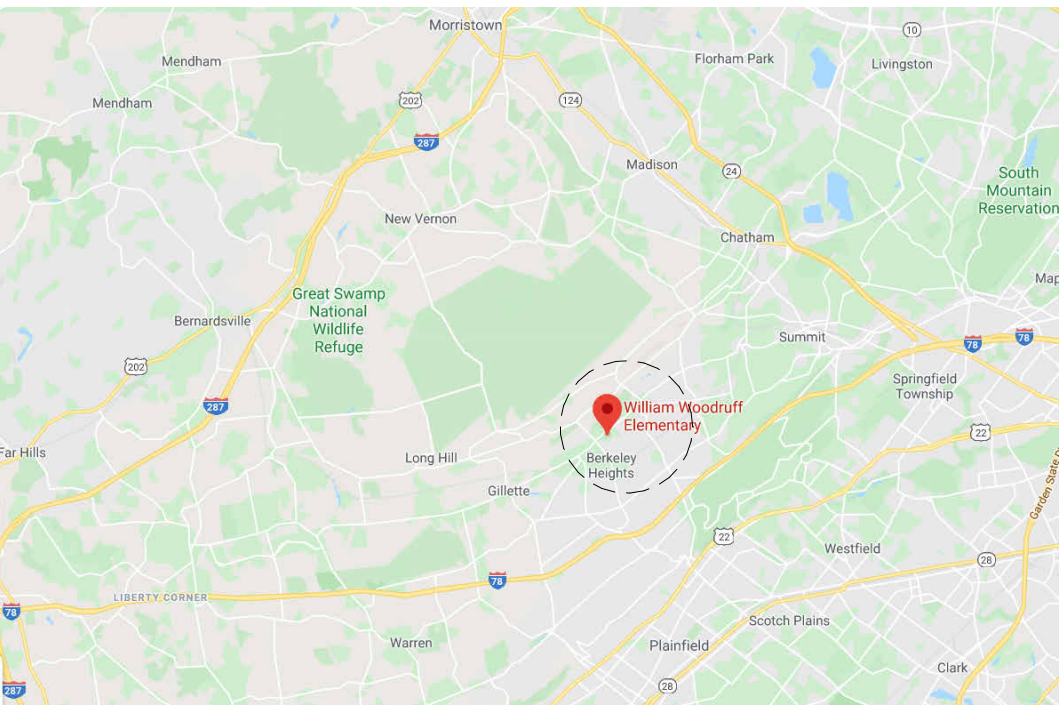 Morristown
10
Mendham
Florham Park
Livingston
Mendham
202
124
287
Madison
24
South
Mountain
Reservation
New Vernon
Chatham
Great Swamp
National
Wildlife
Refuge
Bernardsville
Summit
78
78
202
Springfield
Township
287
William Woodruff
Elementary
22
Far Hills
Long Hill
Berkeley
Heights
Gillette
Garden State
22
Westfield
28
78
LIBERTY CORNER
78
Scotch Plains
Warren
Plainfield
Clark
28
287